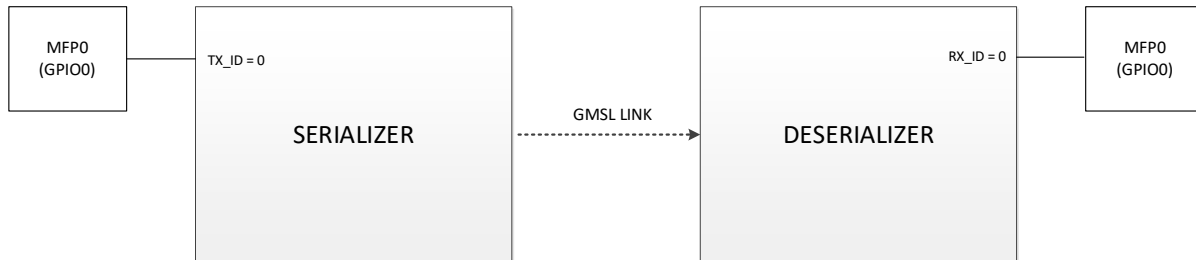 MFP0
(GPIO0)
TX_ID = 0
SERIALIZER
GMSL LINK
RX_ID = 0
DESERIALIZER
MFP0
(GPIO0)